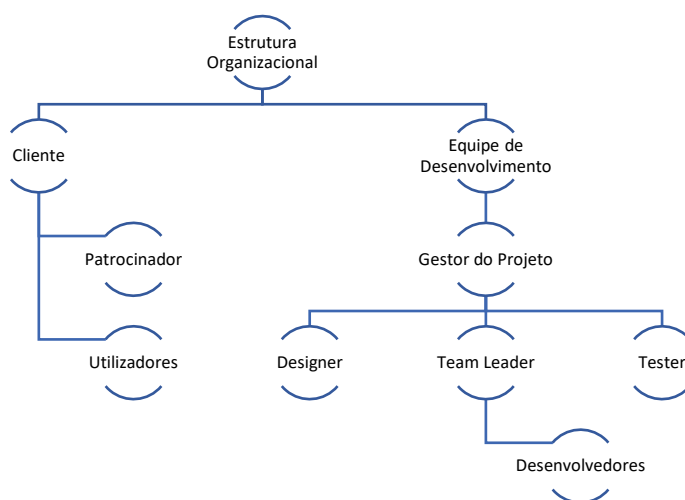 Estrutura
Organizacional
Cliente
Equipe de
Desenvolvimento
Patrocinador
Gestor do Projeto
Utilizadores
Designer
Team Leader
Tester
Desenvolvedores